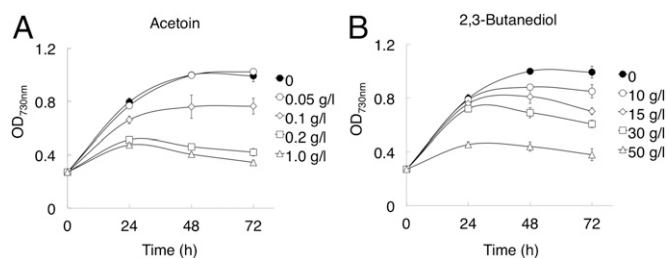 A
Acetoin
OD730nm
1.2
0.8
0.4
0
0
24
48
72
Time (h)
0
0.05 g/l
0.1 g/l
0.2 g/l
1.0 g/l
B
2,3-Butanediol
OD730nm
1.2
0.8
0.4
0
0
24
48
72
Time (h)
0
10 g/l
15 g/l
30 g/l
50 g/l